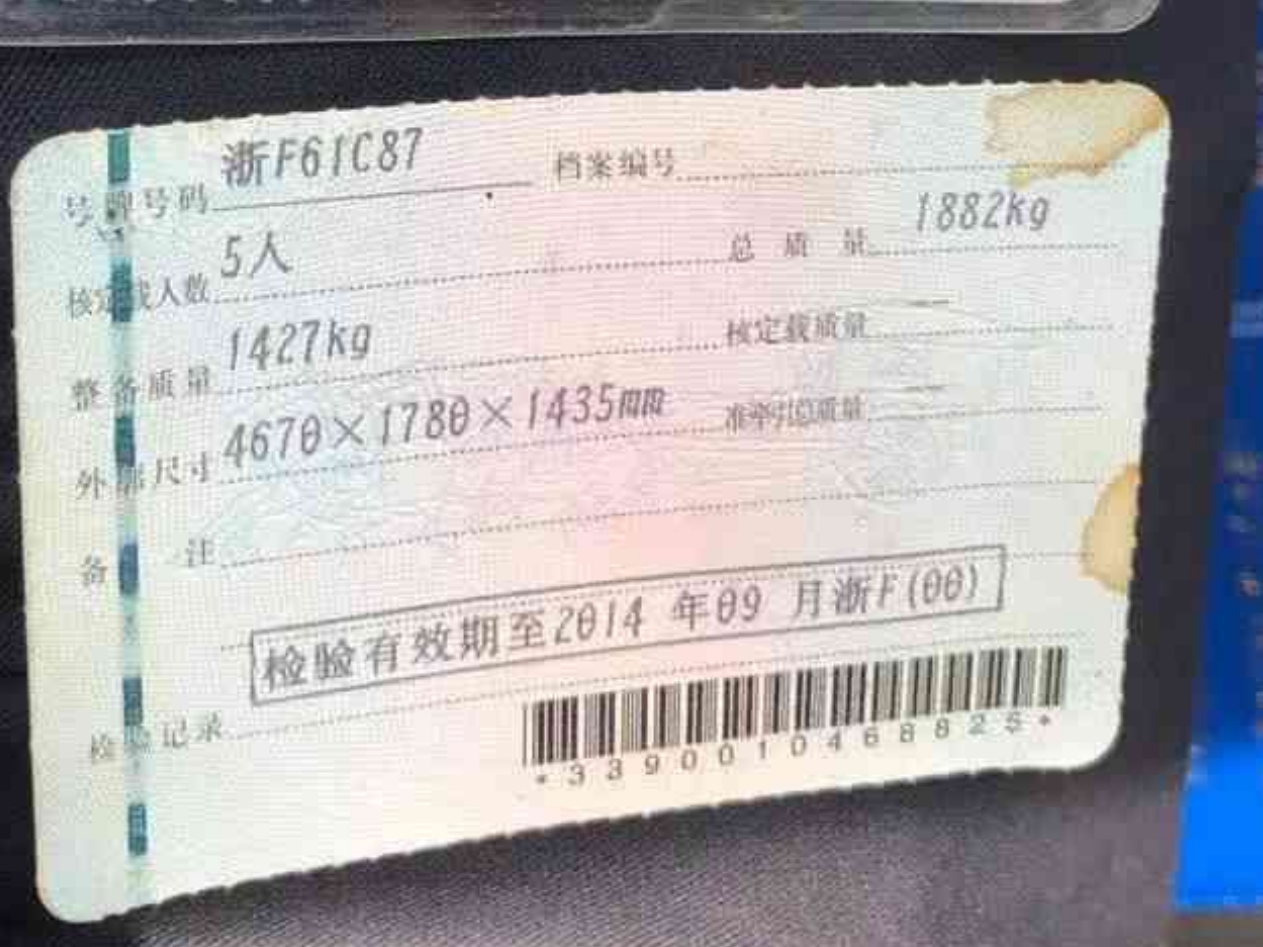 号牌号码 浙F61C87 档案编号
核定载人数 5人 总质量 1882kg
整备质量 1427kg 核定载质量
外廓尺寸 4670×1780×1435mm 准牵引总质量
备注
检验有效期至2014年09月浙F(00)
检验记录
*3390010468825*